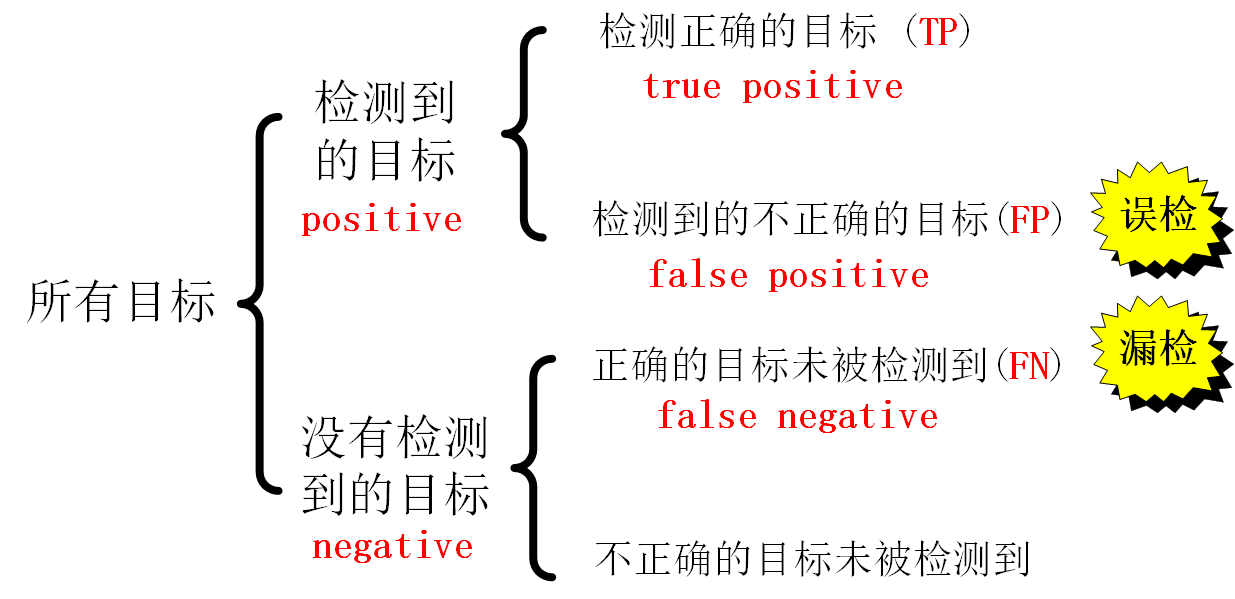 检测正确的目标 (TP)
true positive
检测到
的目标
positive
检测到的不正确的目标(FP)
false positive
误检
所有目标
正确的目标未被检测到(FN)
false negative
漏检
没有检测
到的目标
negative
不正确的目标未被检测到